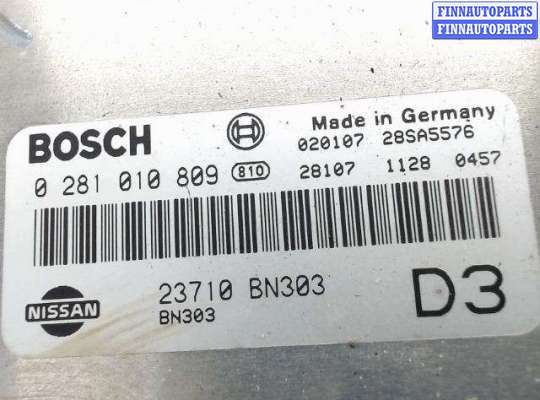 FINNAUTOPARTS
FINNAUTOPARTS
BOSCH
Made in Germany
020107 28SA5576
0 281 010 809 810
28107 1128 0457
NISSAN
23710 BN303
BN303
D3